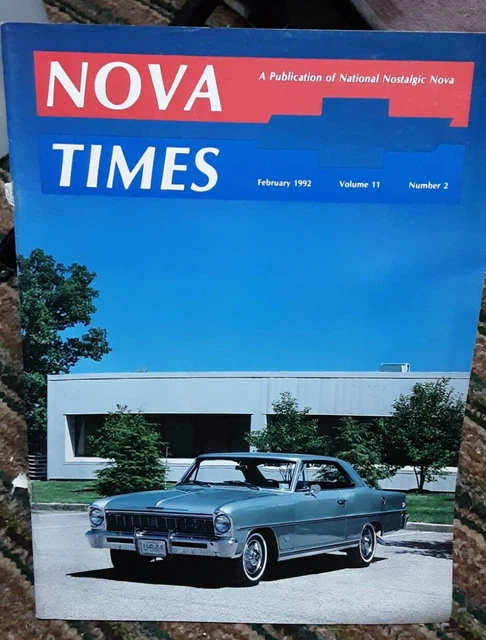 NOVA
A Publication of National Nostalgic Nova
TIMES
February 1992 Volume 11 Number 2